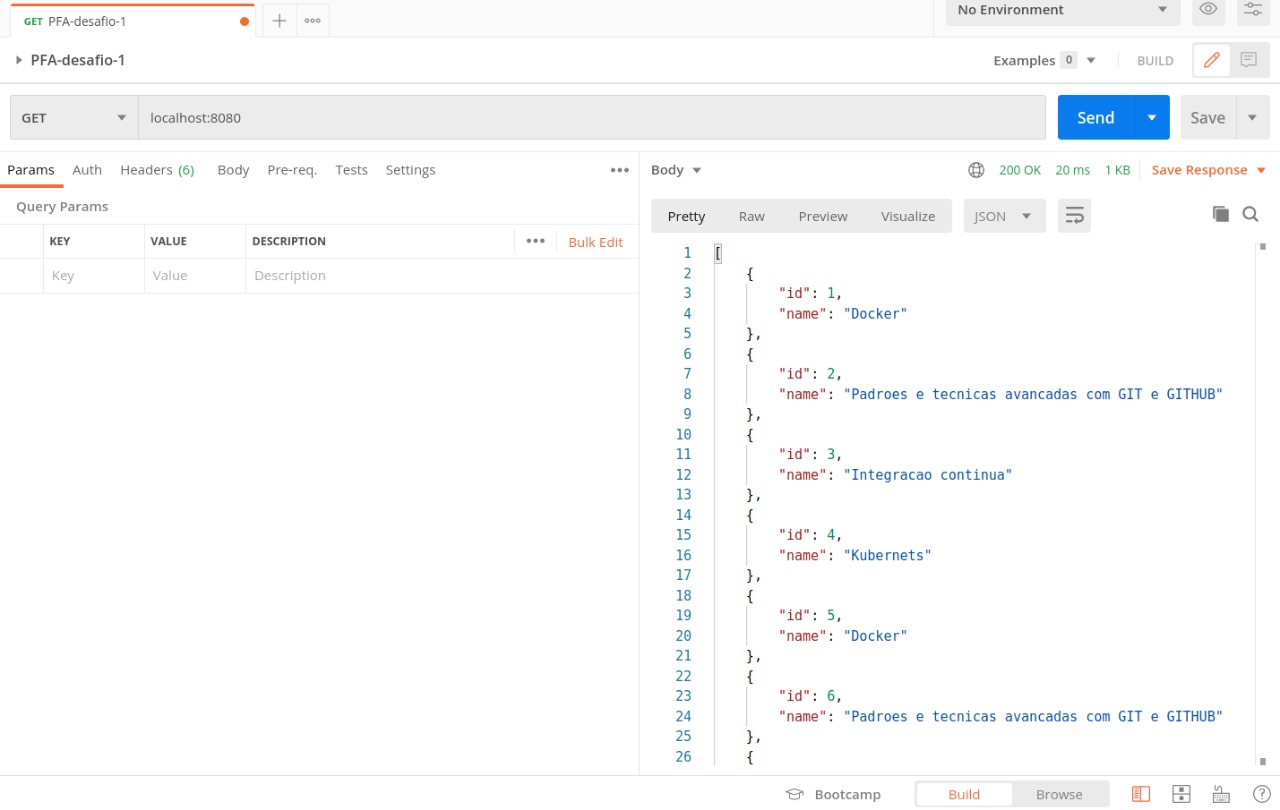 GET PFA-desafio-1
No Environment
PFA-desafio-1
Examples 0
BUILD
GET
localhost:8080
Send
Save
Params Auth Headers (6) Body Pre-req. Tests Settings
Query Params
KEY VALUE DESCRIPTION
Bulk Edit
Key Value Description
Body
200 OK 20 ms 1 KB Save Response
Pretty Raw Preview Visualize JSON
1 [
2 {
3 "id": 1,
4 "name": "Docker"
5 },
6 {
7 "id": 2,
8 "name": "Padroes e tecnicas avancadas com GIT e GITHUB"
9 },
10 {
11 "id": 3,
12 "name": "Integracao continua"
13 },
14 {
15 "id": 4,
16 "name": "Kubernets"
17 },
18 {
19 "id": 5,
20 "name": "Docker"
21 },
22 {
23 "id": 6,
24 "name": "Padroes e tecnicas avancadas com GIT e GITHUB"
25 },
26 {
Bootcamp Build Browse